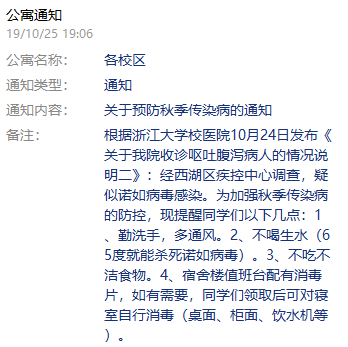 公寓通知
19/10/25 19:06
公寓名称： 各校区
通知类型： 通知
通知内容： 关于预防秋季传染病的通知
备注： 根据浙江大学校医院10月24日发布《
关于我院收诊呕吐腹泻病人的情况说
明二》：经西湖区疾控中心调查，疑
似诺如病毒感染。为加强秋季传染病
的防控，现提醒同学们以下几点：1
、勤洗手，多通风。2、不喝生水（6
5度就能杀死诺如病毒）。3、不吃不
洁食物。4、宿舍楼值班台配有消毒
片，如有需要，同学们领取后可对寝
室自行消毒（桌面、柜面、饮水机等
）。